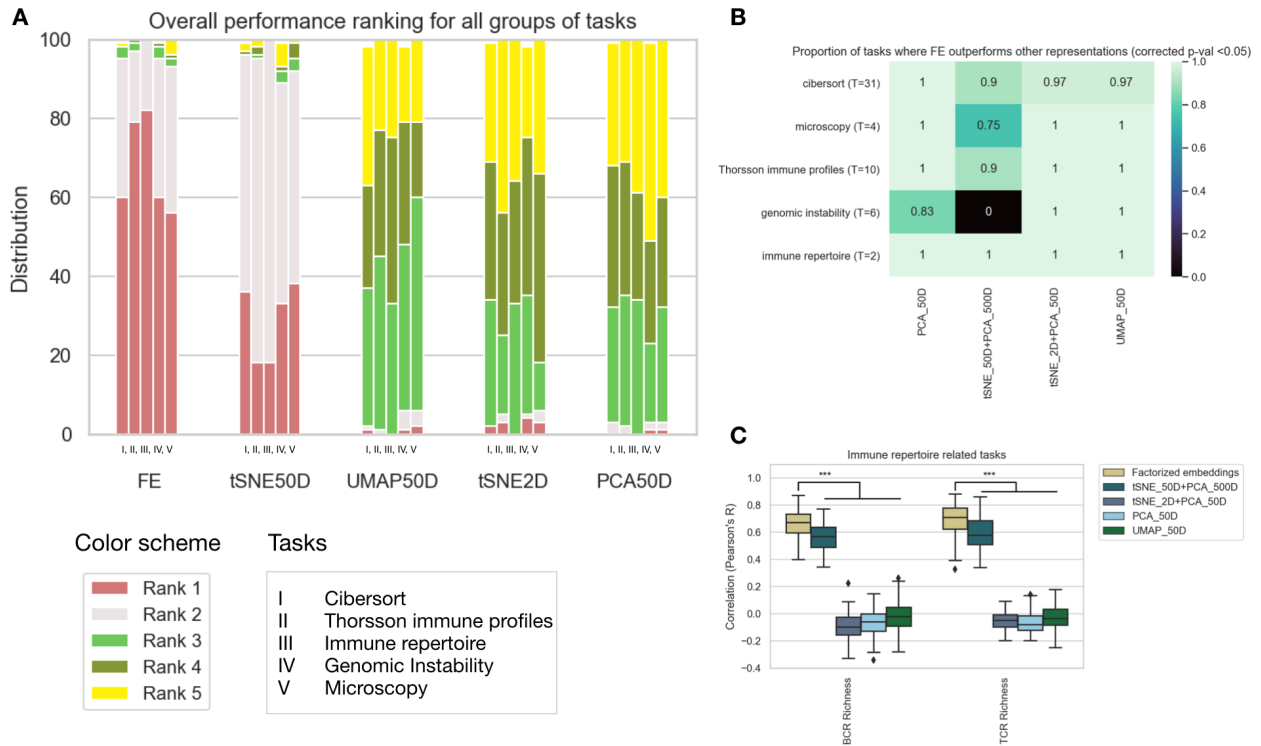 A
Overall performance ranking for all groups of tasks
100
80
60
40
20
0
Distribution
I, II, III, IV, V
I, II, III, IV, V
I, II, III, IV, V
I, II, III, IV, V
I, II, III, IV, V
FE
tSNE50D
UMAP50D
tSNE2D
PCA50D
Color scheme
Rank 1
Rank 2
Rank 3
Rank 4
Rank 5
Tasks
I Cibersort
II Thorsson immune profiles
III Immune repertoire
IV Genomic Instability
V Microscopy
B
Proportion of tasks where FE outperforms other representations (corrected p-val <0.05)
cibersort (T=31) 1 0.9 0.97 0.97
microscopy (T=4) 1 0.75 1 1
Thorsson immune profiles (T=10) 1 0.9 1 1
genomic instability (T=6) 0.83 0 1 1
immune repertoire (T=2) 1 1 1 1
PCA_50D
tSNE_50D+PCA_500D
tSNE_2D+PCA_50D
UMAP_50D
1.0
0.8
0.6
0.4
0.2
0.0
C
Immune repertoire related tasks
1.0
0.8
0.6
0.4
0.2
0.0
−0.2
−0.4
Correlation (Pearson's R)
***
***
BCR Richness
TCR Richness
Factorized embeddings
tSNE_50D+PCA_500D
tSNE_2D+PCA_50D
PCA_50D
UMAP_50D